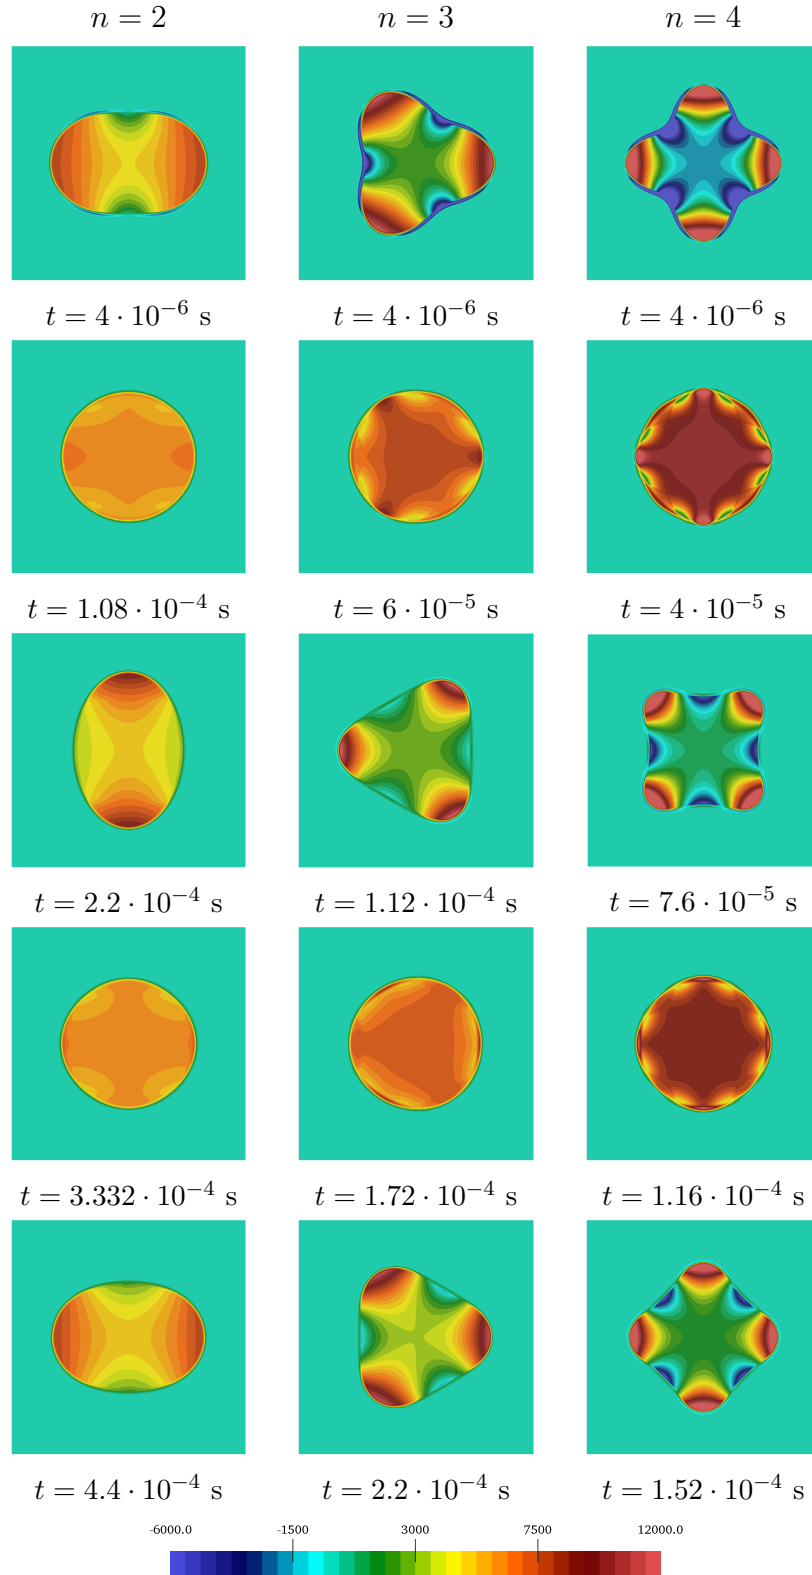 n = 2 n = 3 n = 4
t = 4 · 10⁻⁶ s t = 4 · 10⁻⁶ s t = 4 · 10⁻⁶ s
t = 1.08 · 10⁻⁴ s t = 6 · 10⁻⁵ s t = 4 · 10⁻⁵ s
t = 2.2 · 10⁻⁴ s t = 1.12 · 10⁻⁴ s t = 7.6 · 10⁻⁵ s
t = 3.332 · 10⁻⁴ s t = 1.72 · 10⁻⁴ s t = 1.16 · 10⁻⁴ s
t = 4.4 · 10⁻⁴ s t = 2.2 · 10⁻⁴ s t = 1.52 · 10⁻⁴ s
-6000.0 -1500 3000 7500 12000.0